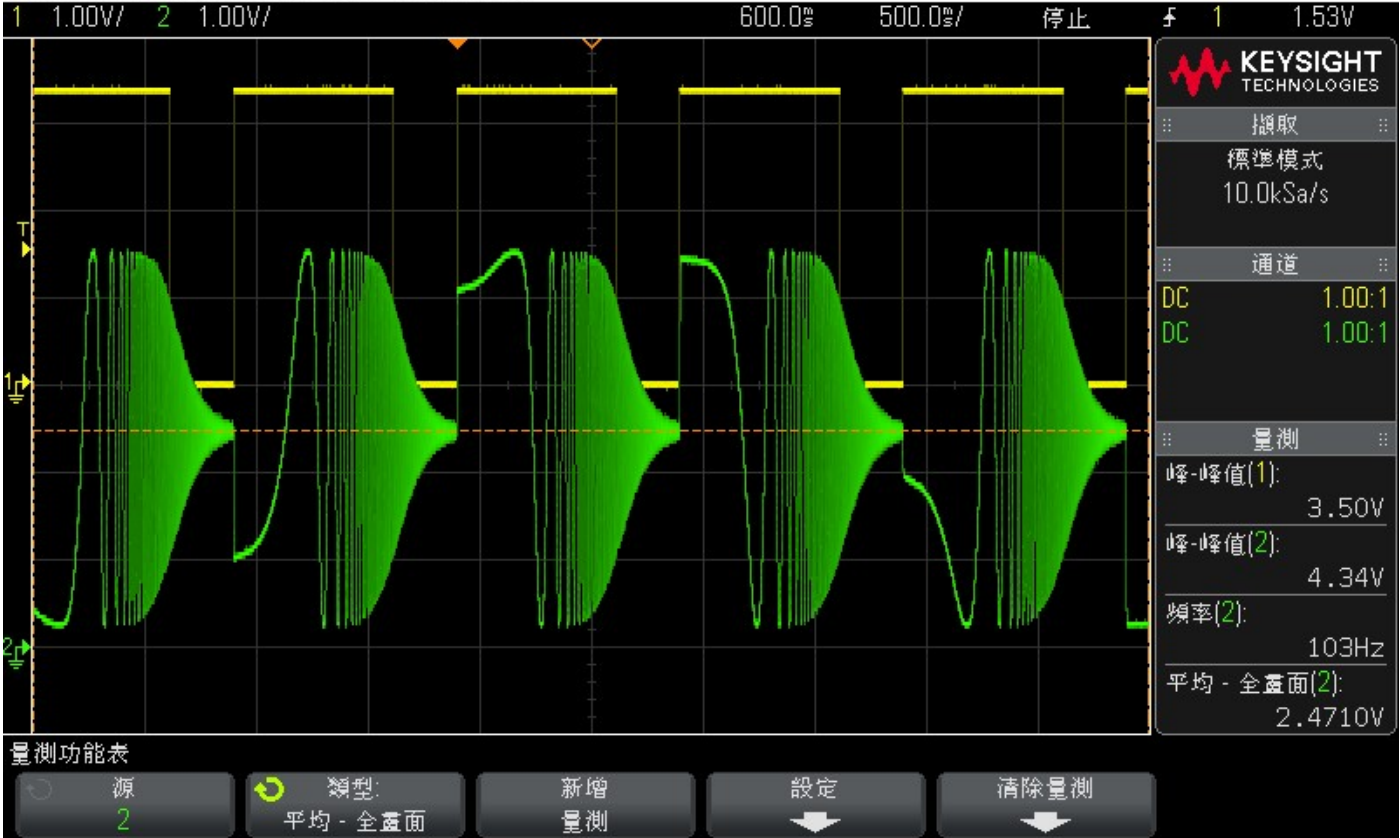 1 1.00V/ 2 1.00V/ 600.0ms 500.0ms/ 停止 1 1.53V
KEYSIGHT
TECHNOLOGIES
擷取
標準模式
10.0kSa/s
通道
DC 1.00:1
DC 1.00:1
量測
峰-峰值(1):
3.50V
峰-峰值(2):
4.34V
頻率(2):
103Hz
平均 - 全畫面(2):
2.4710V
T
1
2
量測功能表
源
2
類型:
平均 - 全畫面
新增
量測
設定
清除量測